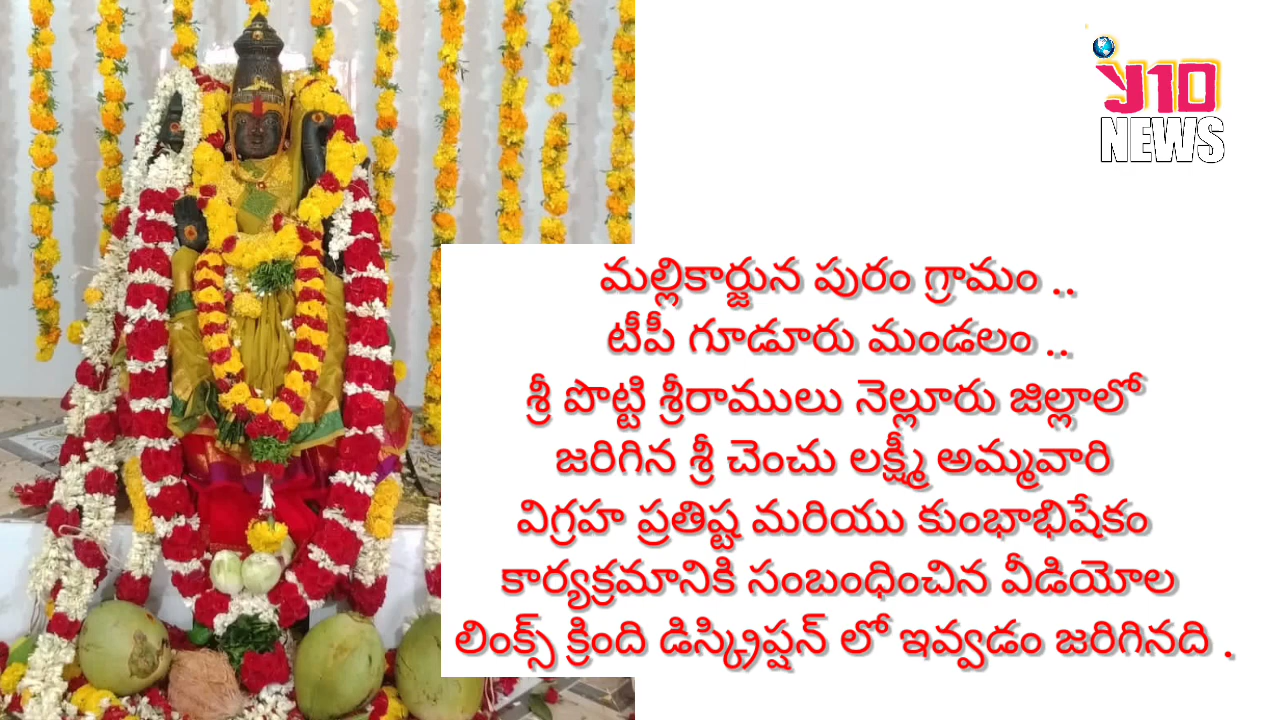 Y10
NEWS
మల్లికార్జున పురం గ్రామం ..
టీపీ గూడూరు మండలం ..
శ్రీ పొట్టి శ్రీరాములు నెల్లూరు జిల్లాలో
జరిగిన శ్రీ చెంచు లక్ష్మీ అమ్మవారి
విగ్రహ ప్రతిష్ట మరియు కుంభాభిషేకం
కార్యక్రమానికి సంబంధించిన వీడియోల
లింక్స్ క్రింది డిస్క్రిప్షన్ లో ఇవ్వడం జరిగినది .